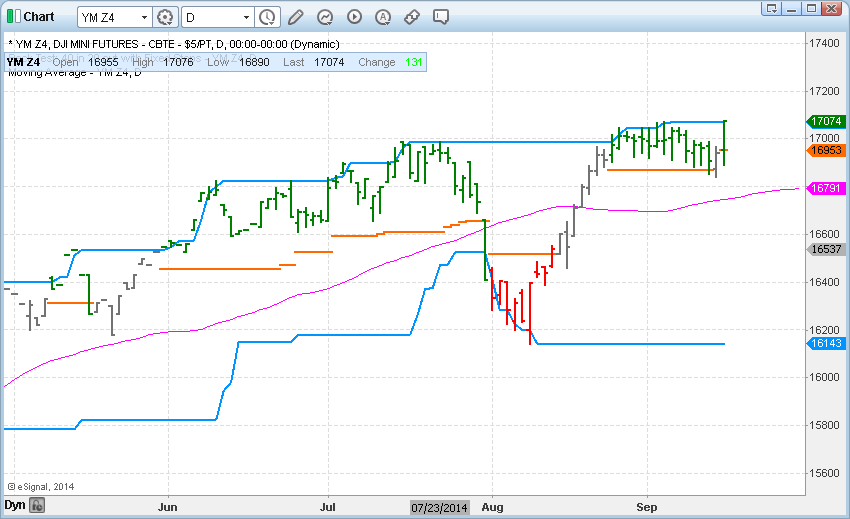 Chart YM Z4 D
* YM Z4, DJI MINI FUTURES - CBTE - $5/PT, D, 00:00-00:00 (Dynamic)
YM Z4 Open 16955 High 17076 Low 16890 Last 17074 Change 131
Moving Average - YM Z4, D
17400
17200
17074
17000
16953
16791
16600
16537
16400
16200
16143
16000
15800
15600
© eSignal, 2014
Dyn Jun Jul 07/23/2014 Aug Sep